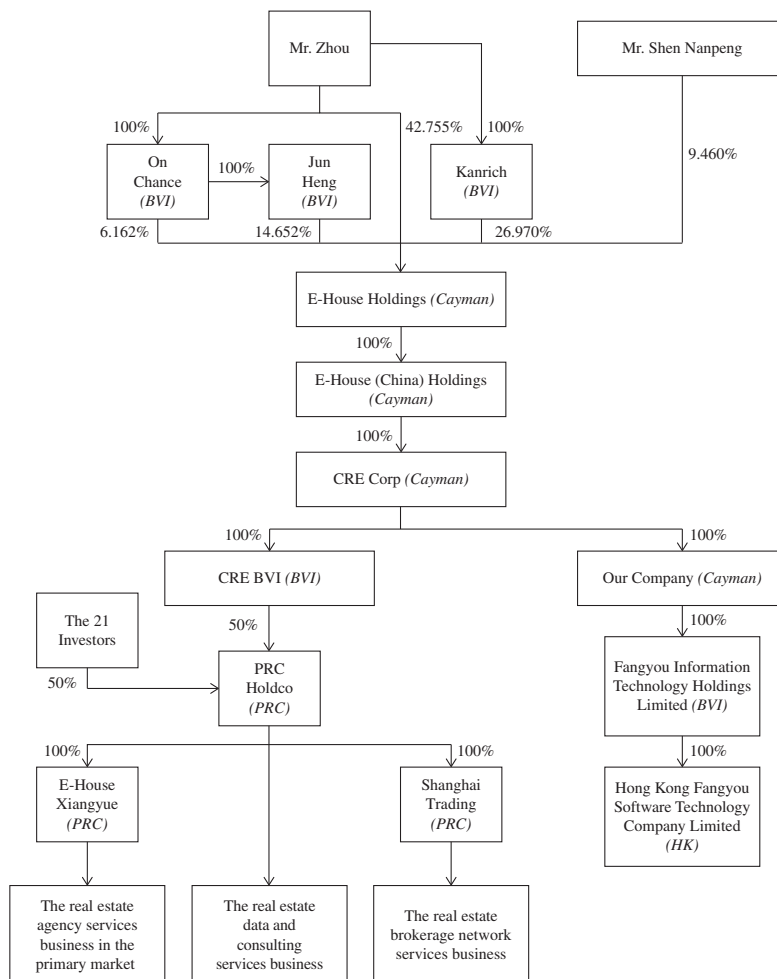 Mr. Zhou
Mr. Shen Nanpeng
100%
42.755%
100%
9.460%
On
Chance
(BVI)
100%
Jun
Heng
(BVI)
Kanrich
(BVI)
6.162%
14.652%
26.970%
E-House Holdings (Cayman)
100%
E-House (China) Holdings
(Cayman)
100%
CRE Corp (Cayman)
100%
100%
CRE BVI (BVI)
Our Company (Cayman)
The 21
Investors
50%
100%
50%
PRC
Holdco
(PRC)
Fangyou Information
Technology Holdings
Limited (BVI)
100%
100%
100%
E-House
Xiangyue
(PRC)
Shanghai
Trading
(PRC)
Hong Kong Fangyou
Software Technology
Company Limited
(HK)
The real estate
agency services
business in the
primary market
The real estate
data and
consulting
services business
The real estate
brokerage network
services business